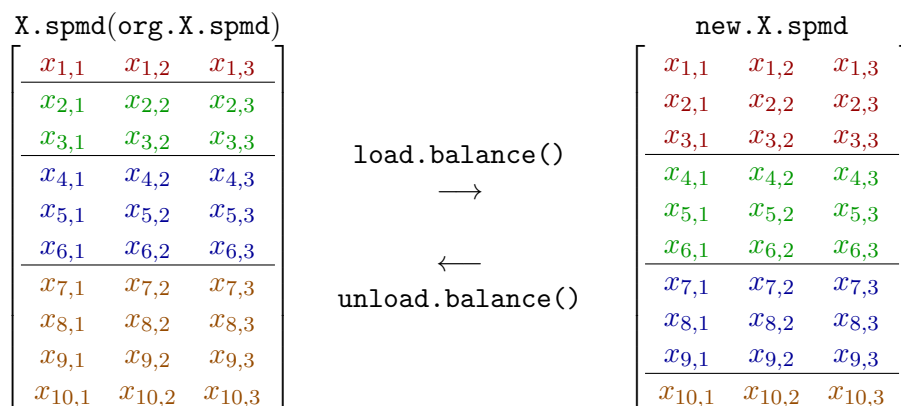 X.spmd(org.X.spmd) new.X.spmd
x1,1 x1,2 x1,3 x1,1 x1,2 x1,3
x2,1 x2,2 x2,3 x2,1 x2,2 x2,3
x3,1 x3,2 x3,3 x3,1 x3,2 x3,3
load.balance()
x4,1 x4,2 x4,3 → x4,1 x4,2 x4,3
x5,1 x5,2 x5,3 x5,1 x5,2 x5,3
x6,1 x6,2 x6,3 ← x6,1 x6,2 x6,3
x7,1 x7,2 x7,3 unload.balance() x7,1 x7,2 x7,3
x8,1 x8,2 x8,3 x8,1 x8,2 x8,3
x9,1 x9,2 x9,3 x9,1 x9,2 x9,3
x10,1 x10,2 x10,3 x10,1 x10,2 x10,3